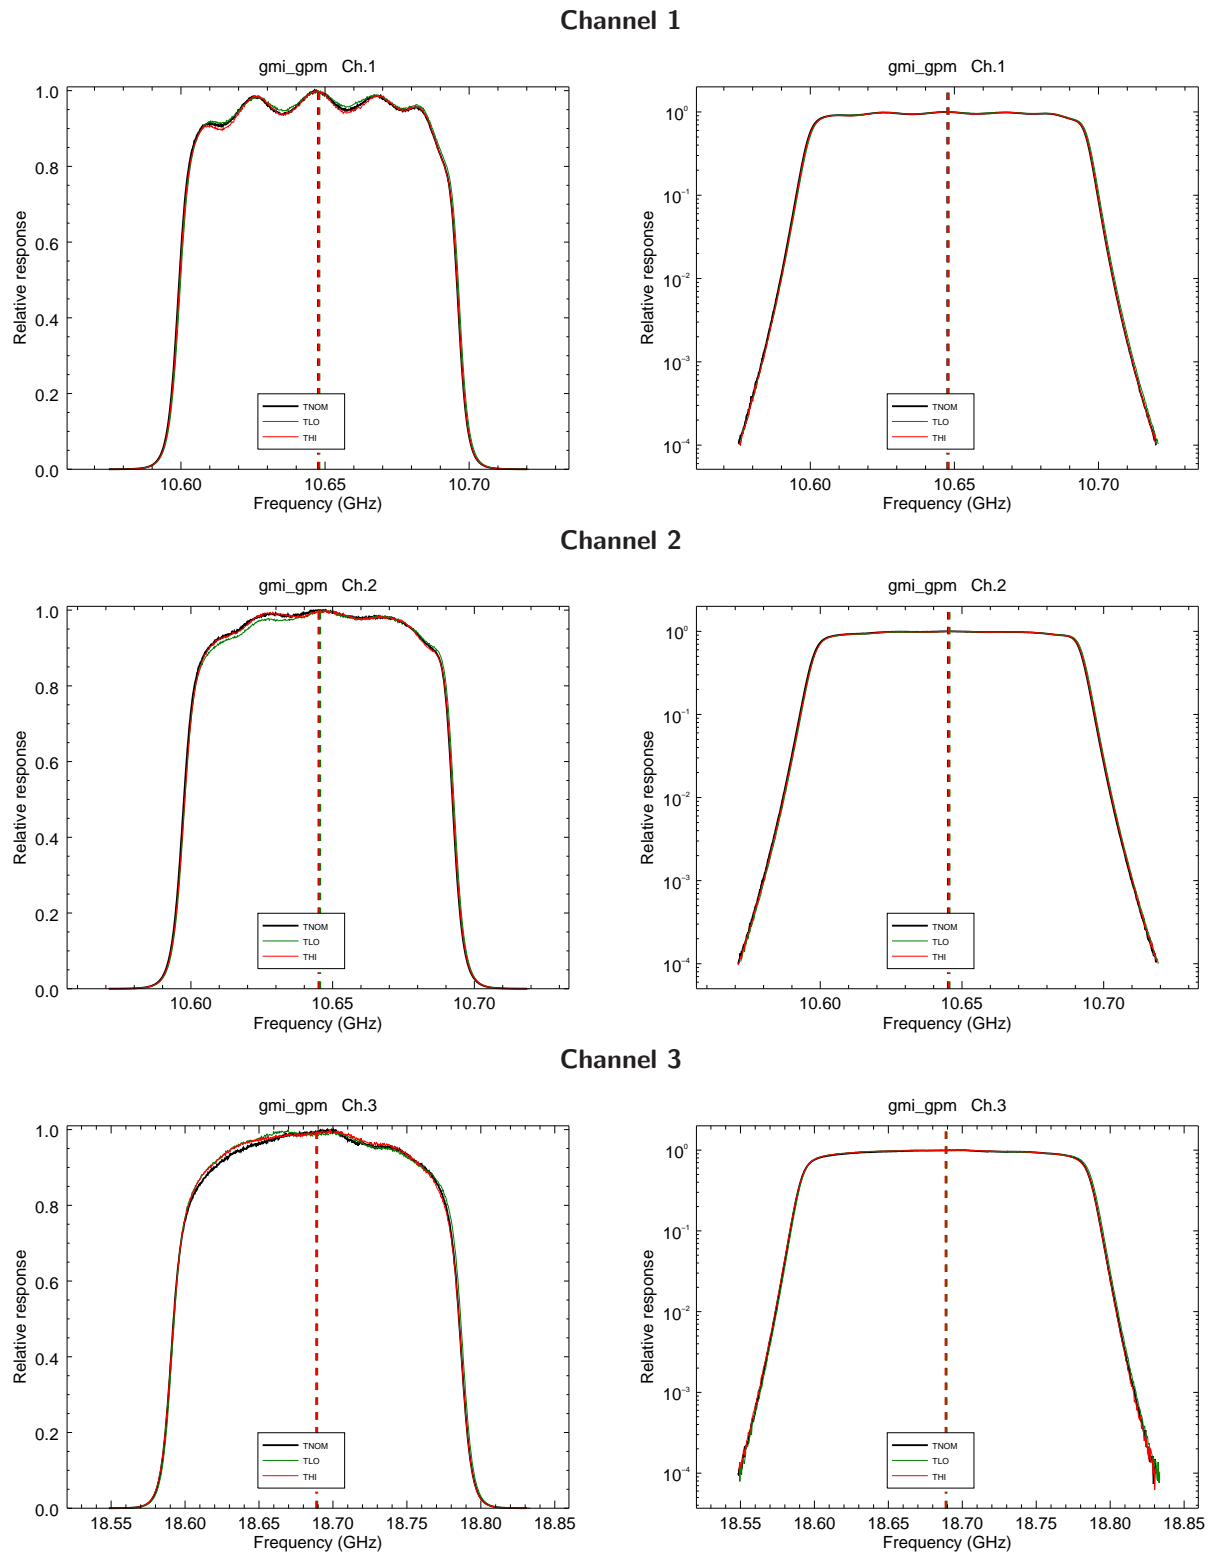 Channel 1
gmi_gpm Ch.1
1.0
0.8
0.6
0.4
0.2
0.0
Relative response
TNOM
TLO
THI
10.60 10.65 10.70
Frequency (GHz)
gmi_gpm Ch.1
10⁰
10⁻¹
10⁻²
10⁻³
10⁻⁴
Relative response
TNOM
TLO
THI
10.60 10.65 10.70
Frequency (GHz)
Channel 2
gmi_gpm Ch.2
1.0
0.8
0.6
0.4
0.2
0.0
Relative response
TNOM
TLO
THI
10.60 10.65 10.70
Frequency (GHz)
gmi_gpm Ch.2
10⁰
10⁻¹
10⁻²
10⁻³
10⁻⁴
Relative response
TNOM
TLO
THI
10.60 10.65 10.70
Frequency (GHz)
Channel 3
gmi_gpm Ch.3
1.0
0.8
0.6
0.4
0.2
0.0
Relative response
TNOM
TLO
THI
18.55 18.60 18.65 18.70 18.75 18.80 18.85
Frequency (GHz)
gmi_gpm Ch.3
10⁰
10⁻¹
10⁻²
10⁻³
10⁻⁴
Relative response
TNOM
TLO
THI
18.55 18.60 18.65 18.70 18.75 18.80 18.85
Frequency (GHz)